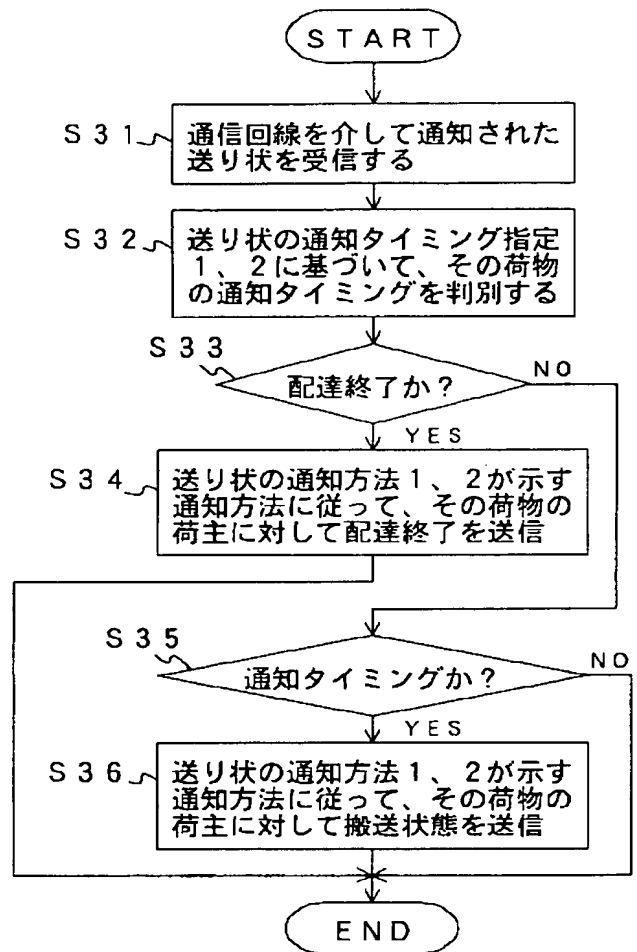 ＳＴＡＲＴ
Ｓ３１
通信回線を介して通知された
送り状を受信する
Ｓ３２
送り状の通知タイミング指定
１、２に基づいて、その荷物
の通知タイミングを判別する
Ｓ３３
配達終了か？
ＮＯ
ＹＥＳ
Ｓ３４
送り状の通知方法１、２が示す
通知方法に従って、その荷物の
荷主に対して配達終了を送信
Ｓ３５
通知タイミングか？
ＮＯ
ＹＥＳ
Ｓ３６
送り状の通知方法１、２が示す
通知方法に従って、その荷物の
荷主に対して搬送状態を送信
ＥＮＤ